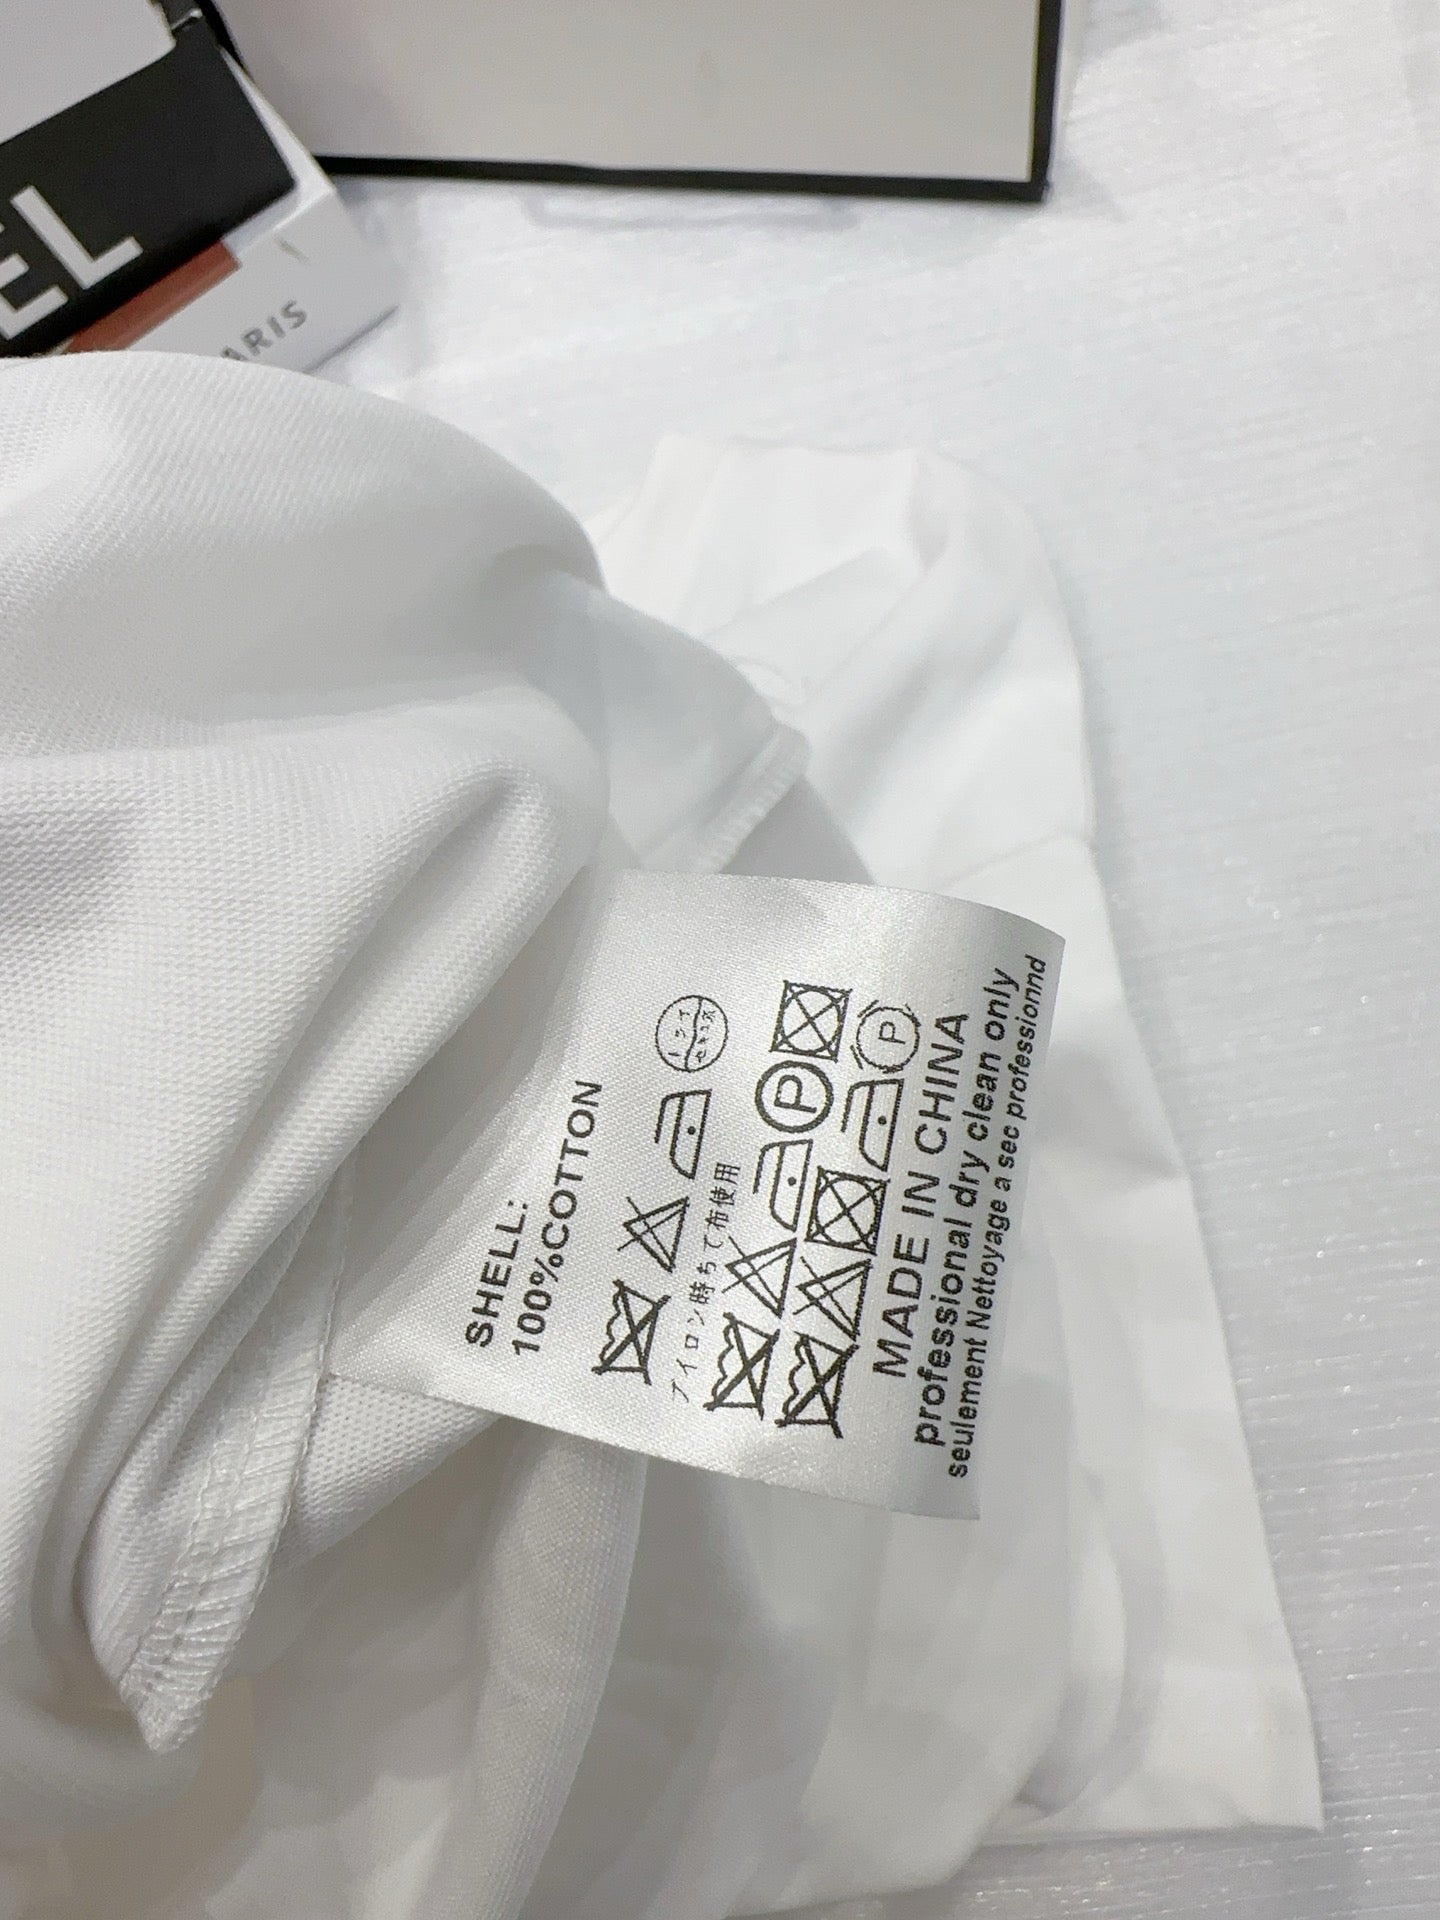 EL
ARIS
SHELL:
100%COTTON
アイロン時ちて布使用
P
P
MADE IN CHINA
professional dry clean only
seulement Nettoyage a sec professionnd